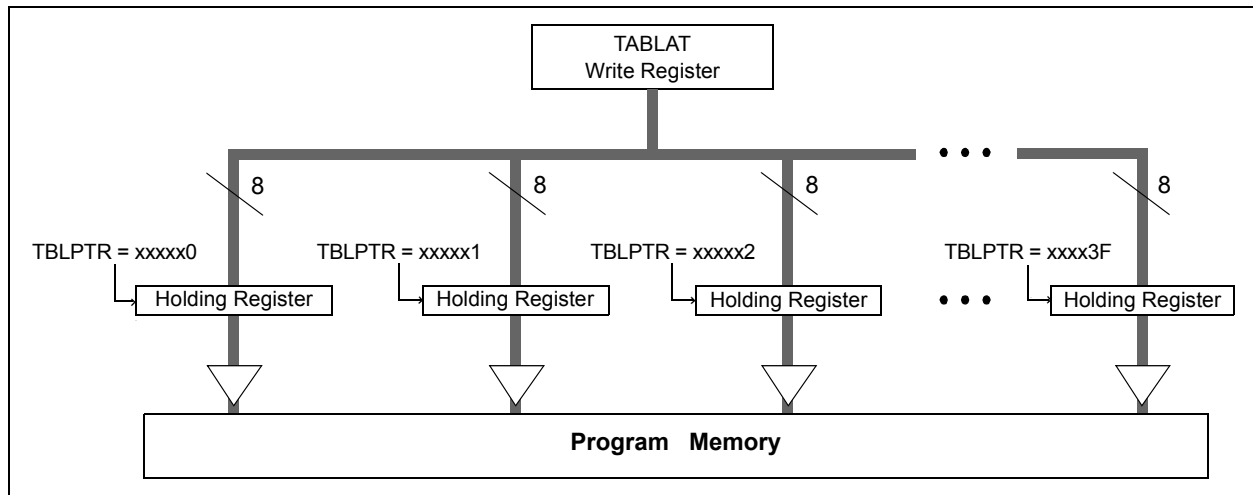 TABLAT
Write Register
8
8
8
8
TBLPTR = xxxxx0
TBLPTR = xxxxx1
TBLPTR = xxxxx2
TBLPTR = xxxx3F
Holding Register
Holding Register
Holding Register
Holding Register
Program Memory